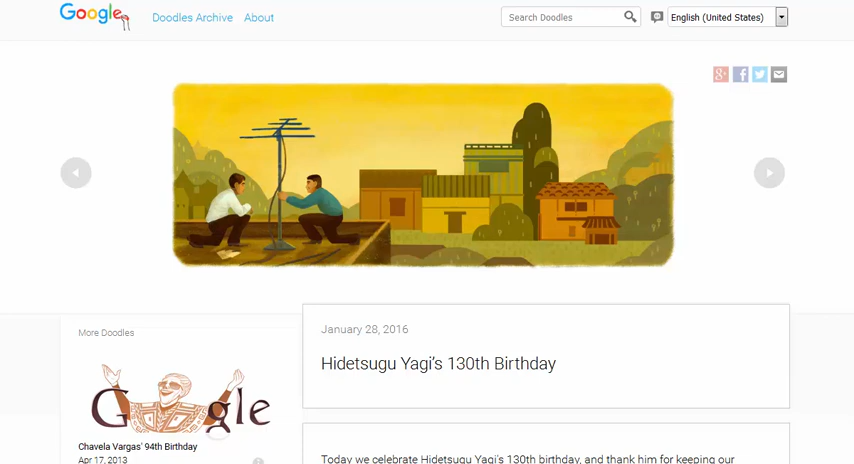 Google
Doodles Archive
About
Search Doodles
English (United States)
January 28, 2016
Hidetsugu Yagi's 130th Birthday
More Doodles
Google
Chavela Vargas' 94th Birthday
Apr 17, 2013
Today we celebrate Hidetsugu Yagi's 130th birthday, and thank him for keeping our